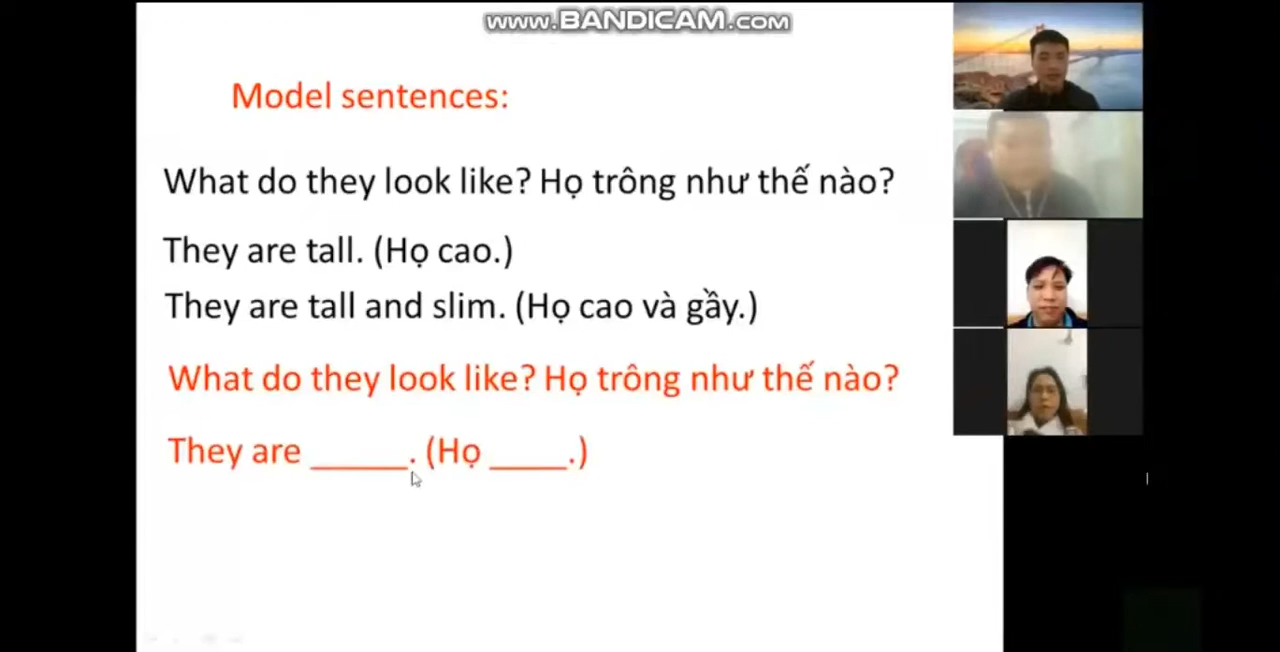 www.BANDICAM.com
Model sentences:
What do they look like? Họ trông như thế nào?
They are tall. (Họ cao.)
They are tall and slim. (Họ cao và gầy.)
What do they look like? Họ trông như thế nào?
They are _____. (Họ ____.)